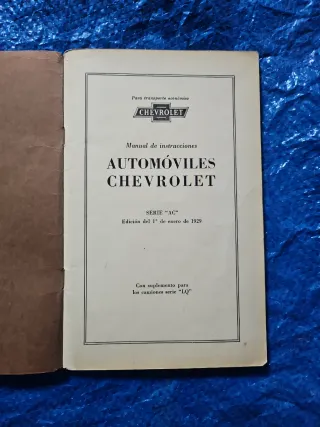 Para transporte económico
CHEVROLET
Manual de instrucciones
AUTOMÓVILES
CHEVROLET
SERIE "AC"
Edición del 1º de enero de 1929
Con suplemento para
los camiones serie "LQ"